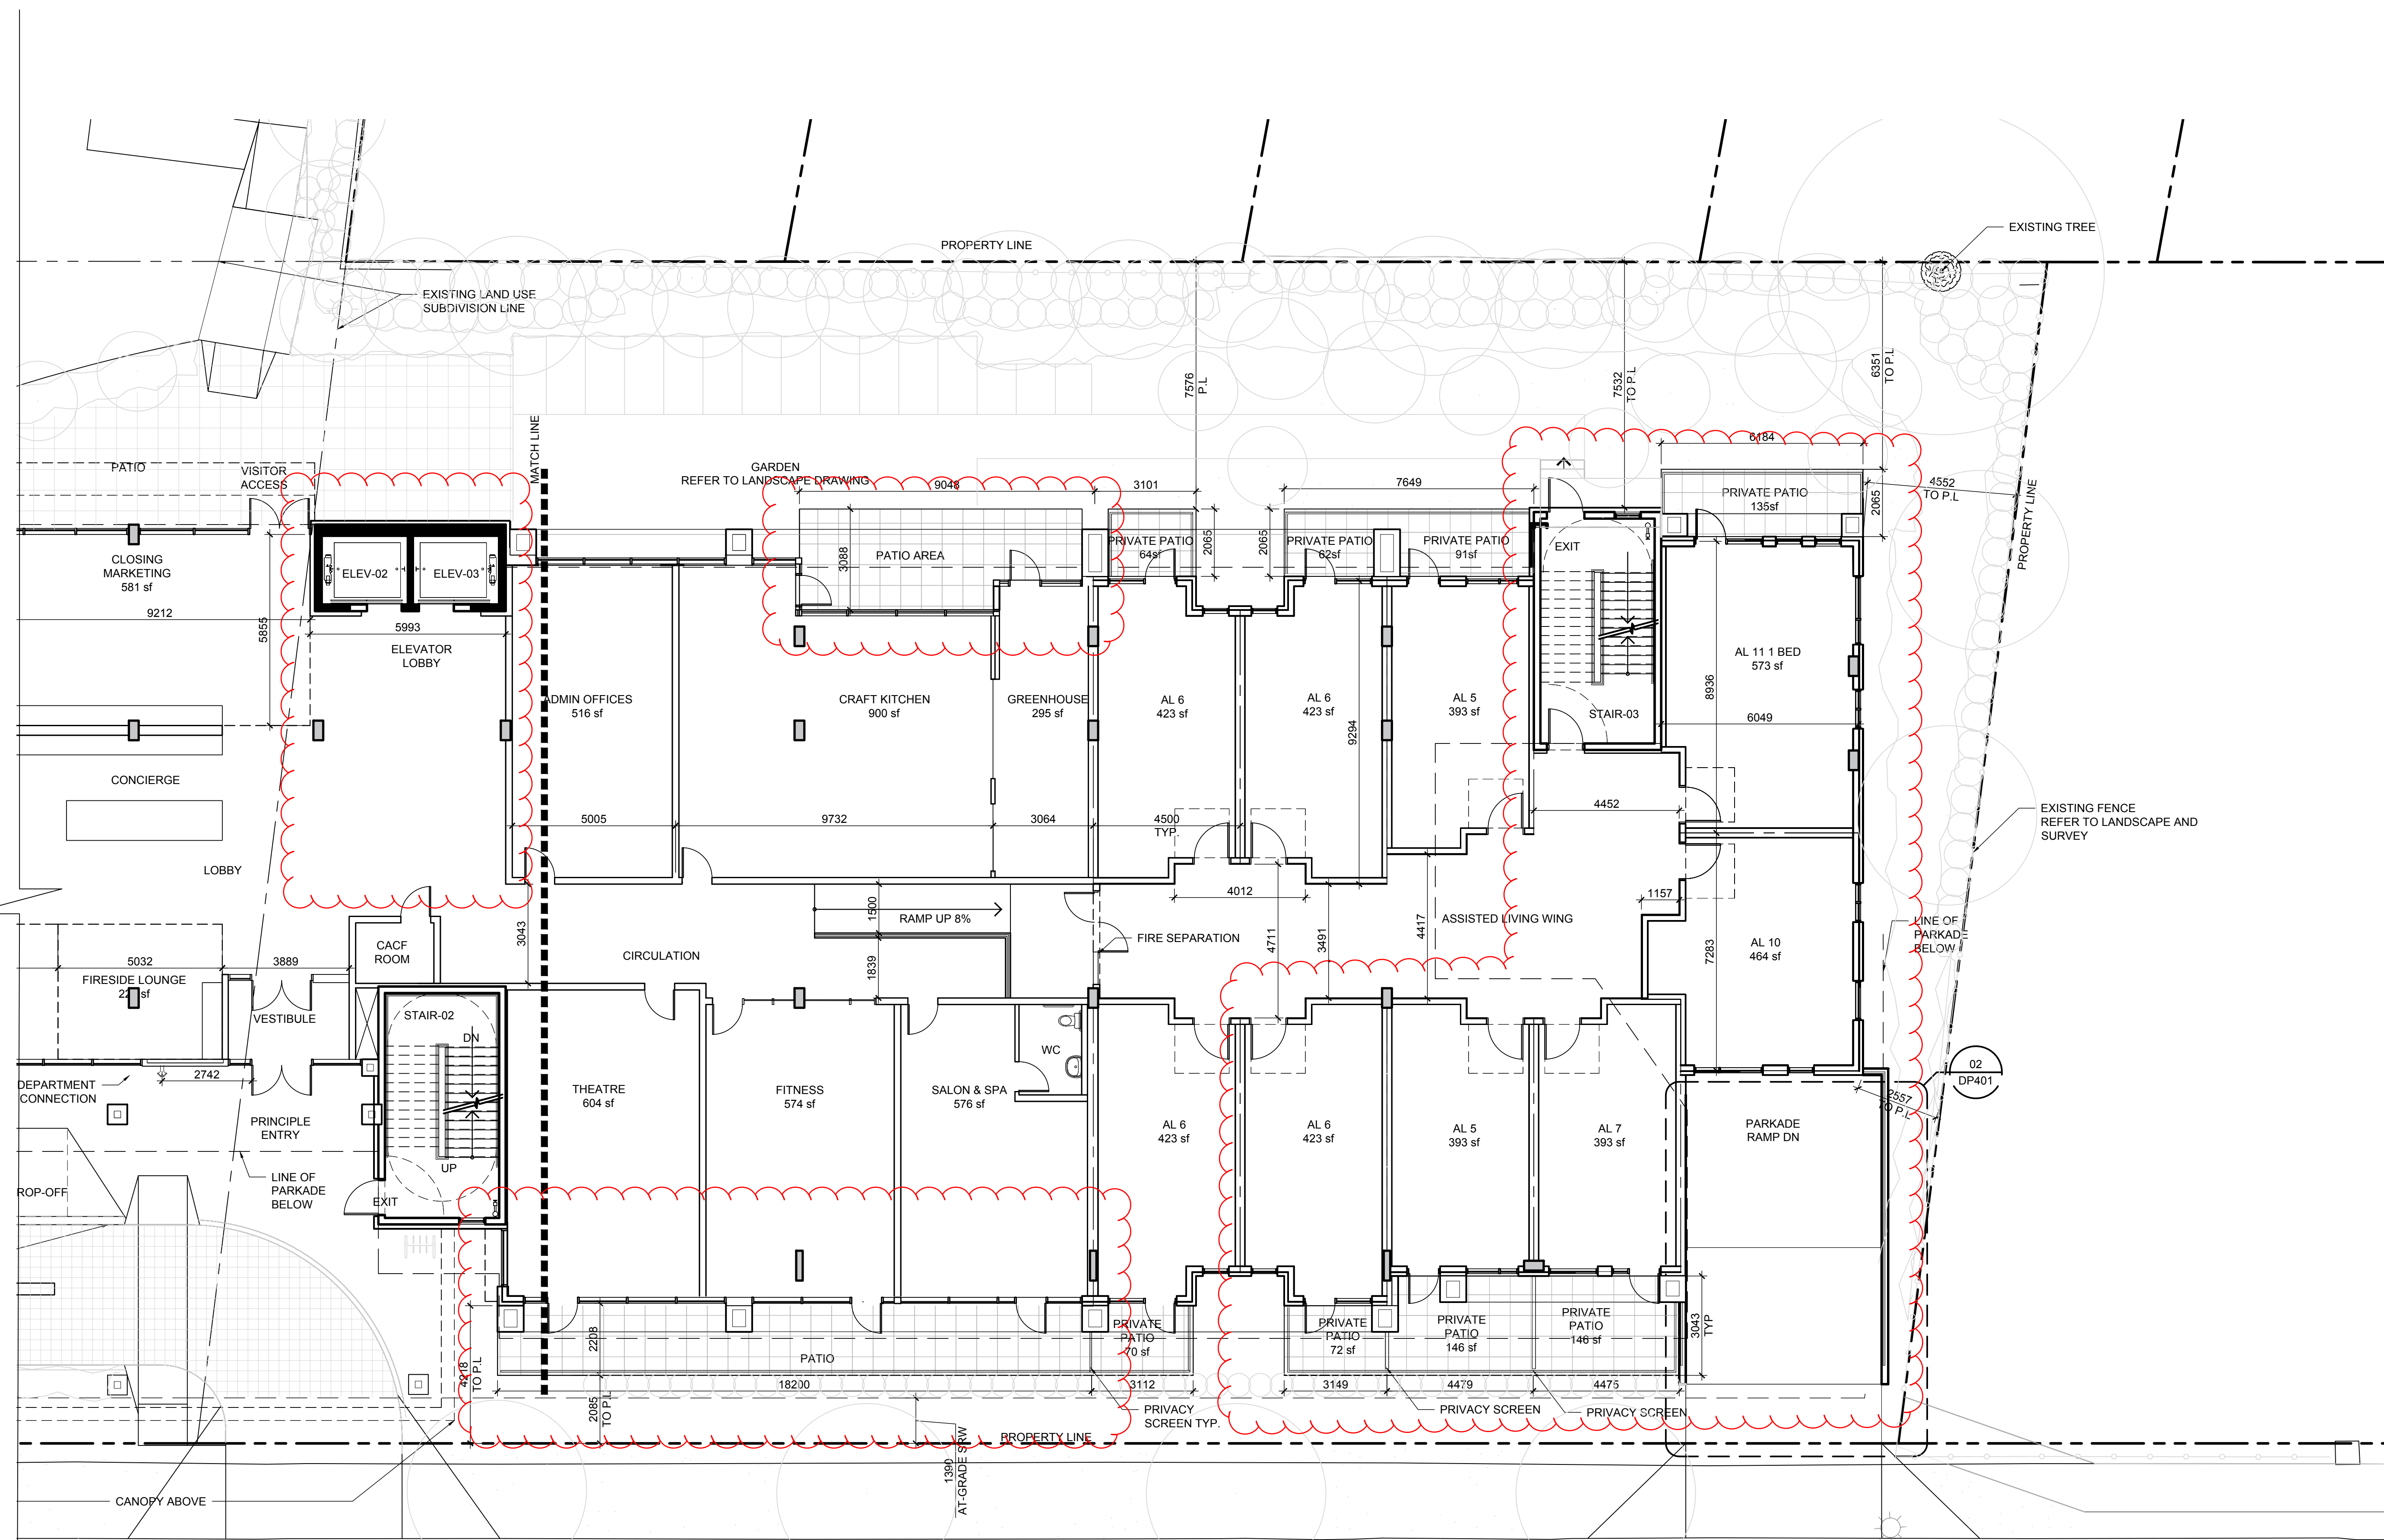 EXISTING TREE
PROPERTY LINE
EXISTING LAND USE
SUBDIVISION LINE
7576
P.L
7532
TO P.L
6351
TO P.L
MATCH LINE
PATIO
VISITOR
ACCESS
GARDEN
REFER TO LANDSCAPE DRAWING
9048
3101
7649
6184
4552
TO P.L
PROPERTY LINE
PRIVATE PATIO
135sf
2065
CLOSING
MARKETING
581 sf
9212
5855
ELEV-02
ELEV-03
5993
ELEVATOR
LOBBY
3088
PATIO AREA
PRIVATE PATIO
64sf
2065
2065
PRIVATE PATIO
62sf
PRIVATE PATIO
91sf
EXIT
STAIR-03
ADMIN OFFICES
516 sf
CRAFT KITCHEN
900 sf
GREENHOUSE
295 sf
AL 6
423 sf
AL 6
423 sf
AL 5
393 sf
9294
AL 11 1 BED
573 sf
8936
6049
CONCIERGE
5005
9732
3064
4500
TYP.
4452
EXISTING FENCE
REFER TO LANDSCAPE AND
SURVEY
LOBBY
4012
1157
1500
RAMP UP 8%
3043
CACF
ROOM
CIRCULATION
1839
FIRE SEPARATION
4711
3491
4417
ASSISTED LIVING WING
7283
AL 10
464 sf
LINE OF
PARKADE
BELOW
5032
3889
FIRESIDE LOUNGE
sf
VESTIBULE
STAIR-02
DN
UP
EXIT
2742
DEPARTMENT
CONNECTION
PRINCIPLE
ENTRY
LINE OF
PARKADE
BELOW
ROP-OFF
THEATRE
604 sf
FITNESS
574 sf
SALON & SPA
576 sf
WC
AL 6
423 sf
AL 6
423 sf
AL 5
393 sf
AL 7
393 sf
PARKADE
RAMP DN
02
DP401
2557
TO P.L
4218
TO P.L
2208
2085
TO P.L
PATIO
PRIVATE
PATIO
70 sf
PRIVATE
PATIO
72 sf
PRIVATE
PATIO
146 sf
PRIVATE
PATIO
146 sf
3043
TYP
18200
3112
3149
4479
4475
PRIVACY
SCREEN TYP.
PRIVACY SCREEN
PRIVACY SCREEN
PROPERTY LINE
1390
AT-GRADE SRW
CANOPY ABOVE